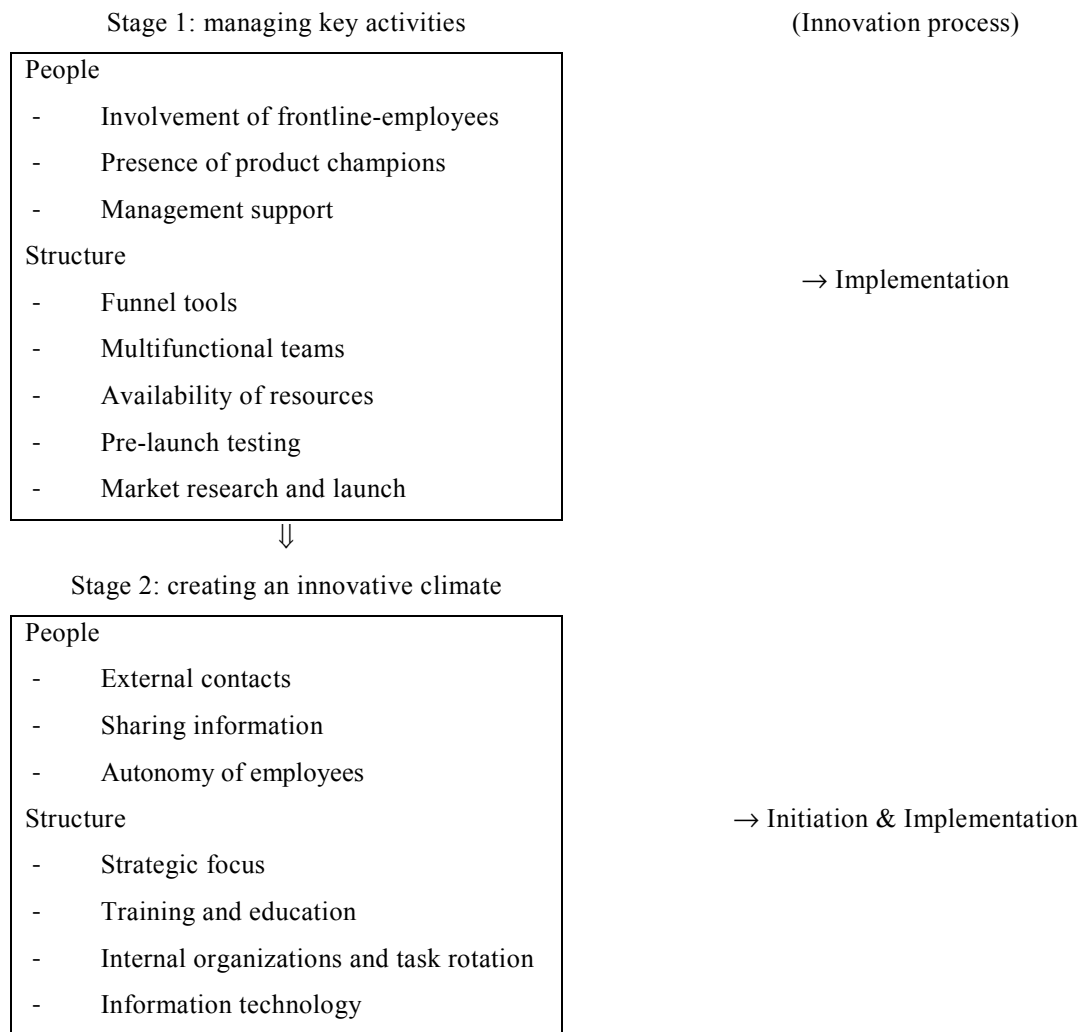 Stage 1: managing key activities (Innovation process)
People
- Involvement of frontline-employees
- Presence of product champions
- Management support
Structure
→ Implementation
- Funnel tools
- Multifunctional teams
- Availability of resources
- Pre-launch testing
- Market research and launch
⇓
Stage 2: creating an innovative climate
People
- External contacts
- Sharing information
- Autonomy of employees
Structure → Initiation & Implementation
- Strategic focus
- Training and education
- Internal organizations and task rotation
- Information technology